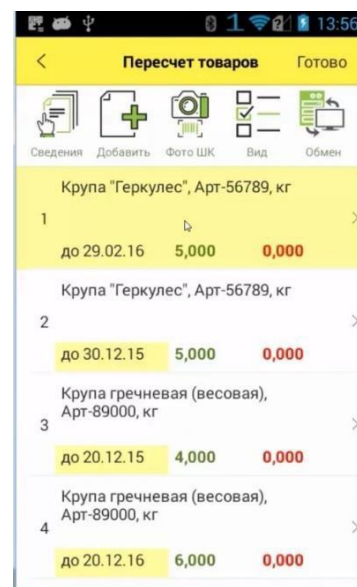 1 13:56
Пересчет товаров Готово
Сведения Добавить Фото ШК Вид Обмен
Крупа "Геркулес", Арт-56789, кг
1
до 29.02.16 5,000 0,000
Крупа "Геркулес", Арт-56789, кг
2
до 30.12.15 5,000 0,000
Крупа гречневая (весовая),
Арт-89000, кг
3
до 20.12.15 4,000 0,000
Крупа гречневая (весовая),
Арт-89000, кг
4
до 20.12.16 6,000 0,000